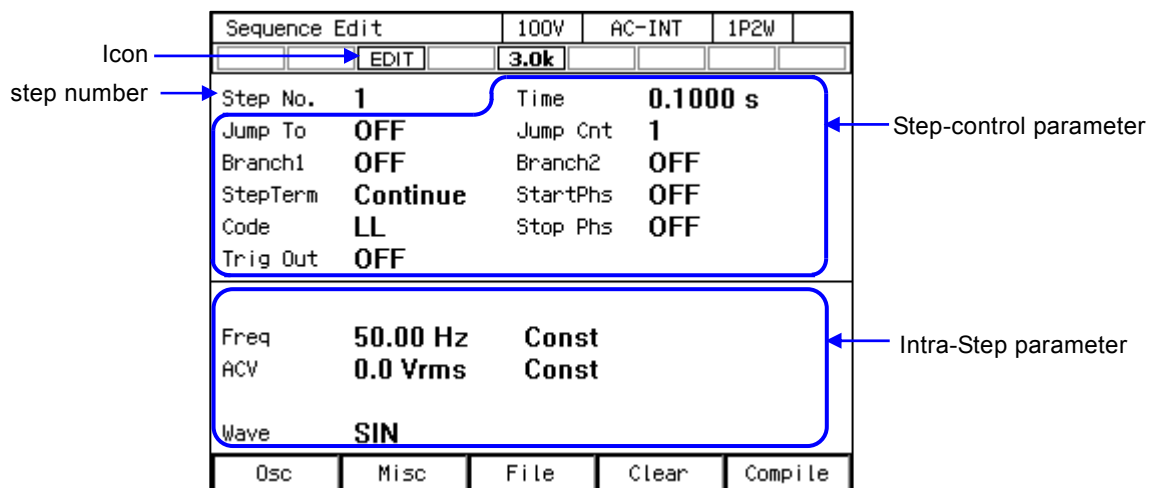 Sequence Edit 100V AC-INT 1P2W
Icon EDIT 3.0k
step number Step No. 1 Time 0.1000 s
Jump To OFF Jump Cnt 1 Step-control parameter
Branch1 OFF Branch2 OFF
StepTerm Continue StartPhs OFF
Code LL Stop Phs OFF
Trig Out OFF
Freq 50.00 Hz Const Intra-Step parameter
ACV 0.0 Vrms Const
Wave SIN
Osc Misc File Clear Compile